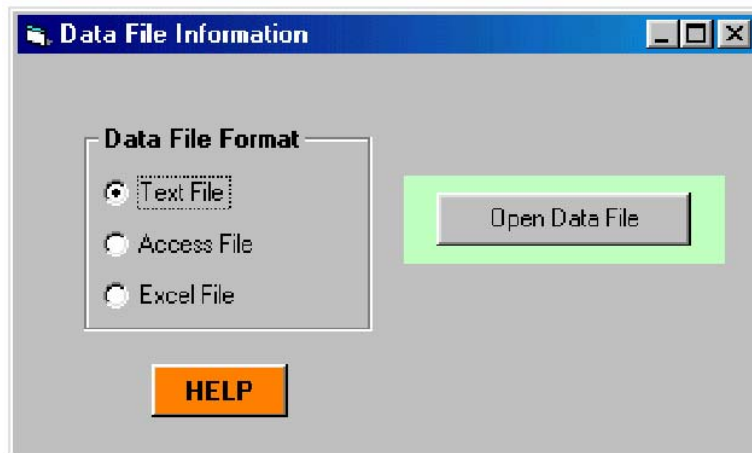 Data File Information
Data File Format
Text File
Access File
Excel File
Open Data File
HELP